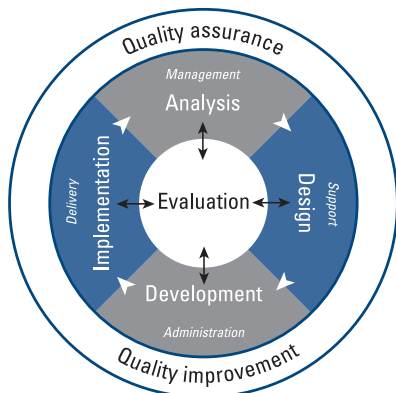 Quality assurance
Management
Analysis
Delivery
Implementation
Evaluation
Design
Support
Development
Administration
Quality improvement